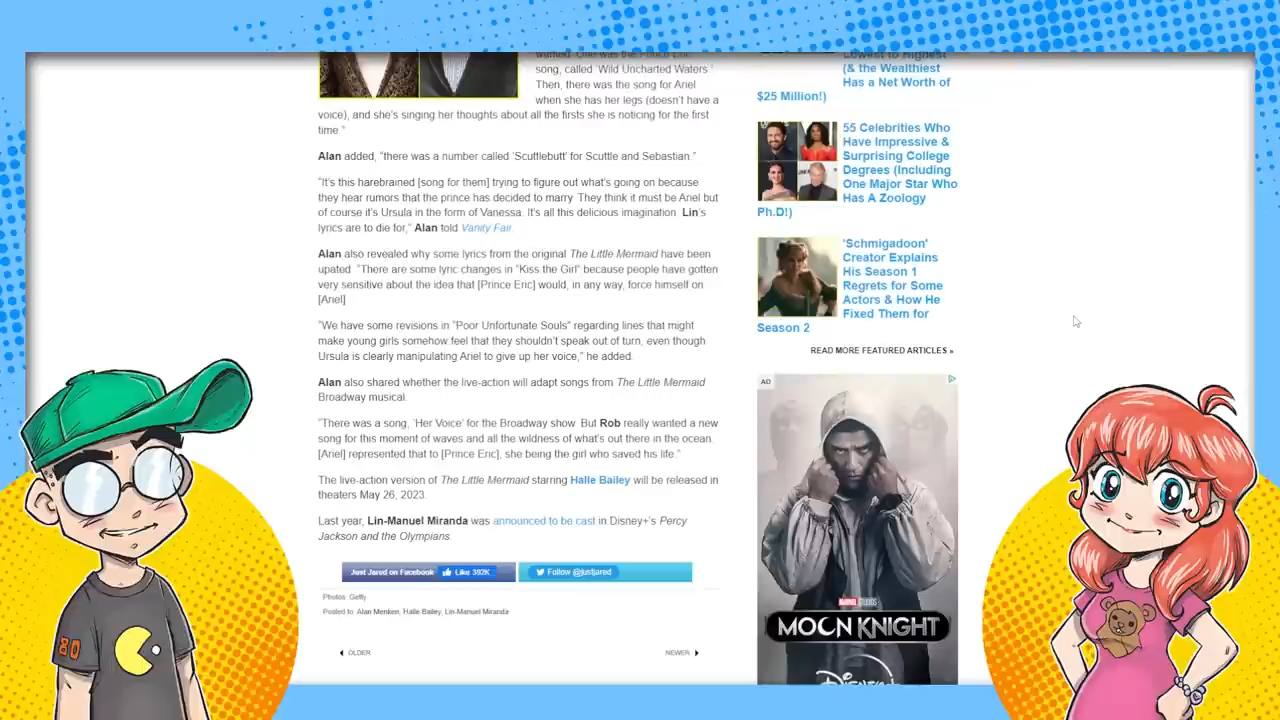 song, called ‘Wild Uncharted Waters.’
Then, there was the song for Ariel
when she has her legs (doesn’t have a
voice), and she’s singing her thoughts about all the firsts she is noticing for the first
time.”
Alan added, “there was a number called ‘Scuttlebutt’ for Scuttle and Sebastian.”
“It’s this harebrained [song for them] trying to figure out what’s going on because
they hear rumors that the prince has decided to marry. They think it must be Ariel but
of course it’s Ursula in the form of Vanessa. It’s all this delicious imagination. Lin’s
lyrics are to die for,” Alan told Vanity Fair.
Alan also revealed why some lyrics from the original The Little Mermaid have been
upated. “There are some lyric changes in “Kiss the Girl” because people have gotten
very sensitive about the idea that [Prince Eric] would, in any way, force himself on
[Ariel]
“We have some revisions in “Poor Unfortunate Souls” regarding lines that might
make young girls somehow feel that they shouldn’t speak out of turn, even though
Ursula is clearly manipulating Ariel to give up her voice,” he added.
Alan also shared whether the live-action will adapt songs from The Little Mermaid
Broadway musical.
“There was a song, ‘Her Voice’ for the Broadway show. But Rob really wanted a new
song for this moment of waves and all the wildness of what’s out there in the ocean.
[Ariel] represented that to [Prince Eric], she being the girl who saved his life.”
The live-action version of The Little Mermaid starring Halle Bailey will be released in
theaters May 26, 2023.
Last year, Lin-Manuel Miranda was announced to be cast in Disney+’s Percy
Jackson and the Olympians.
Just Jared on Facebook Like 392K
Follow @justjared
Photos: Getty
Posted to: Alan Menken, Halle Bailey, Lin-Manuel Miranda
OLDER
NEWER
Lowest to Highest
(& the Wealthiest
Has a Net Worth of
$25 Million!)
55 Celebrities Who
Have Impressive &
Surprising College
Degrees (Including
One Major Star Who
Has A Zoology
Ph.D!)
'Schmigadoon'
Creator Explains
His Season 1
Regrets for Some
Actors & How He
Fixed Them for
Season 2
READ MORE FEATURED ARTICLES »
AD
MARVEL STUDIOS
MOON KNIGHT
Disney
80